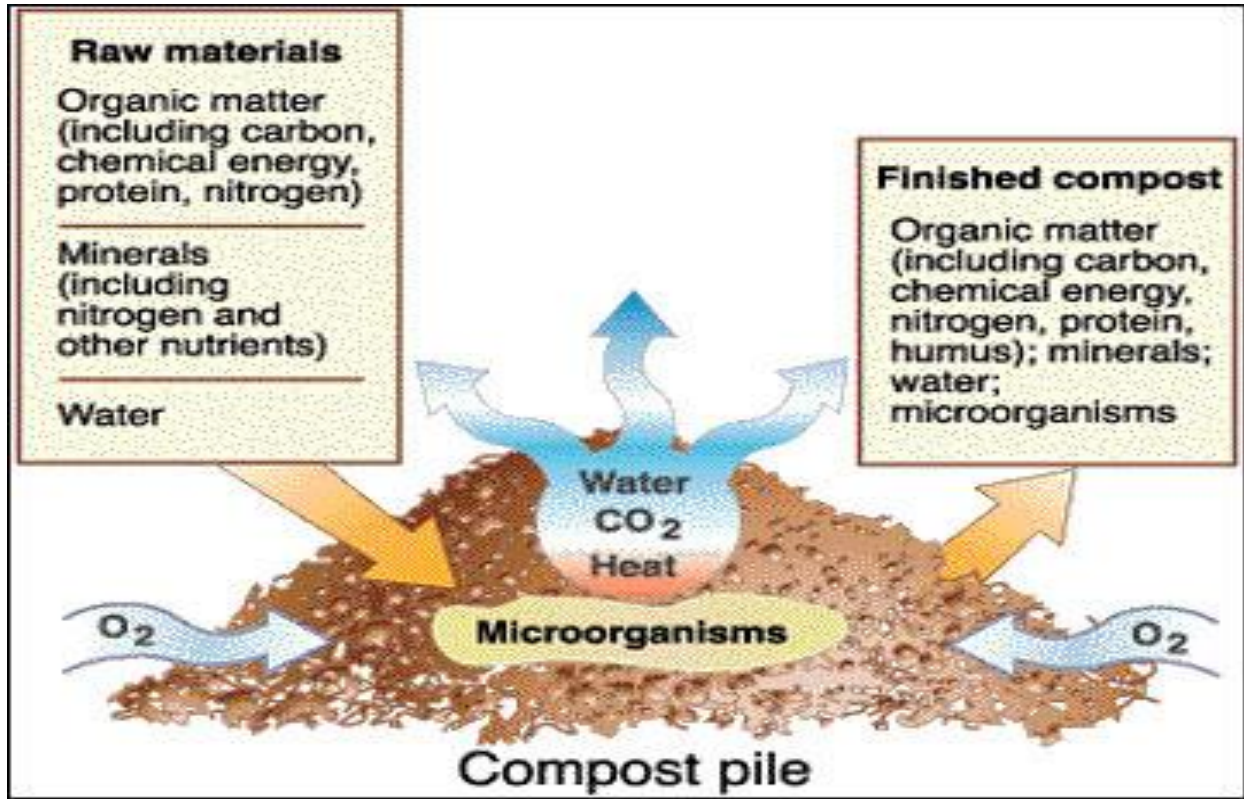 Raw materials
Organic matter
(including carbon,
chemical energy,
protein, nitrogen)
Minerals
(including
nitrogen and
other nutrients)
Water
Finished compost
Organic matter
(including carbon,
chemical energy,
nitrogen, protein,
humus); minerals;
water;
microorganisms
Water
CO₂
Heat
O₂
Microorganisms
O₂
Compost pile